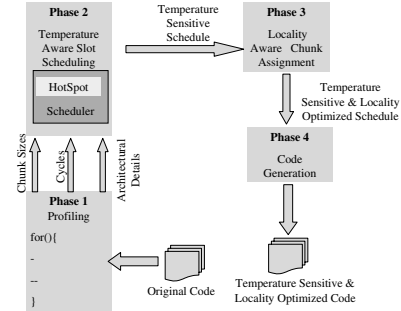 Phase 2
Temperature
Aware Slot
Scheduling
HotSpot
Scheduler
Temperature
Sensitive
Schedule
Phase 3
Locality
Aware Chunk
Assignment
Temperature
Sensitive & Locality
Optimized Schedule
Phase 4
Code
Generation
Chunk Sizes
Cycles
Architectural
Details
Phase 1
Profiling
for(){
-
--
}
Original Code
Temperature Sensitive &
Locality Optimized Code